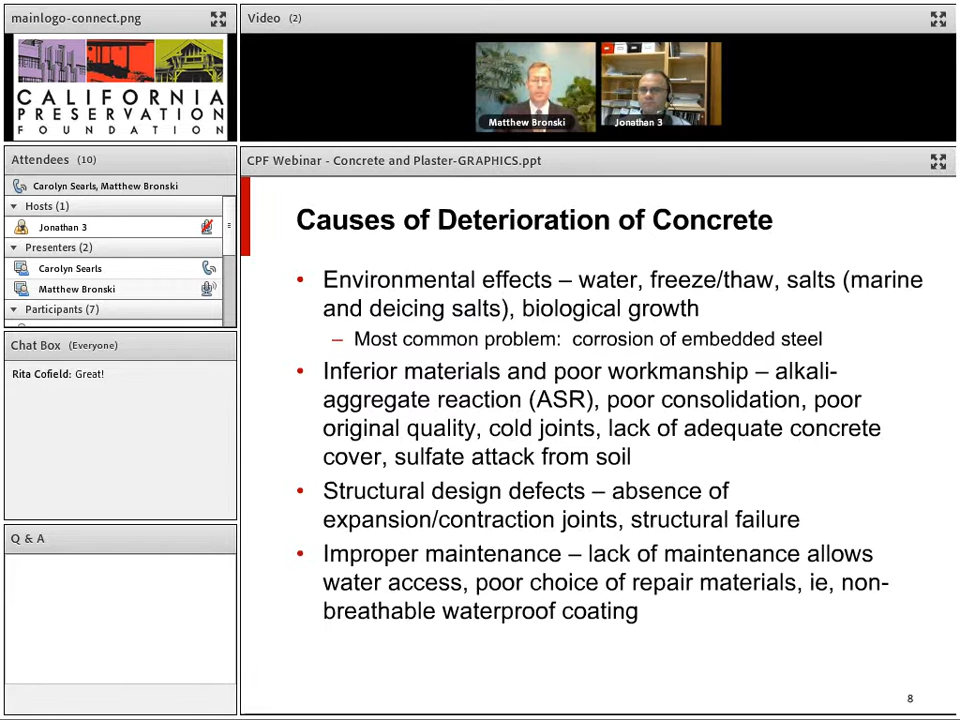 mainlogo-connect.png
CALIFORNIA
PRESERVATION
FOUNDATION
Video (2)
Matthew Bronski
Jonathan 3
Attendees (10)
Carolyn Searls, Matthew Bronski
Hosts (1)
Jonathan 3
Presenters (2)
Carolyn Searls
Matthew Bronski
Participants (7)
Chat Box (Everyone)
Rita Cofield: Great!
Q & A
CPF Webinar - Concrete and Plaster-GRAPHICS.ppt
Causes of Deterioration of Concrete
• Environmental effects – water, freeze/thaw, salts (marine
and deicing salts), biological growth
– Most common problem: corrosion of embedded steel
• Inferior materials and poor workmanship – alkali-
aggregate reaction (ASR), poor consolidation, poor
original quality, cold joints, lack of adequate concrete
cover, sulfate attack from soil
• Structural design defects – absence of
expansion/contraction joints, structural failure
• Improper maintenance – lack of maintenance allows
water access, poor choice of repair materials, ie, non-
breathable waterproof coating
8